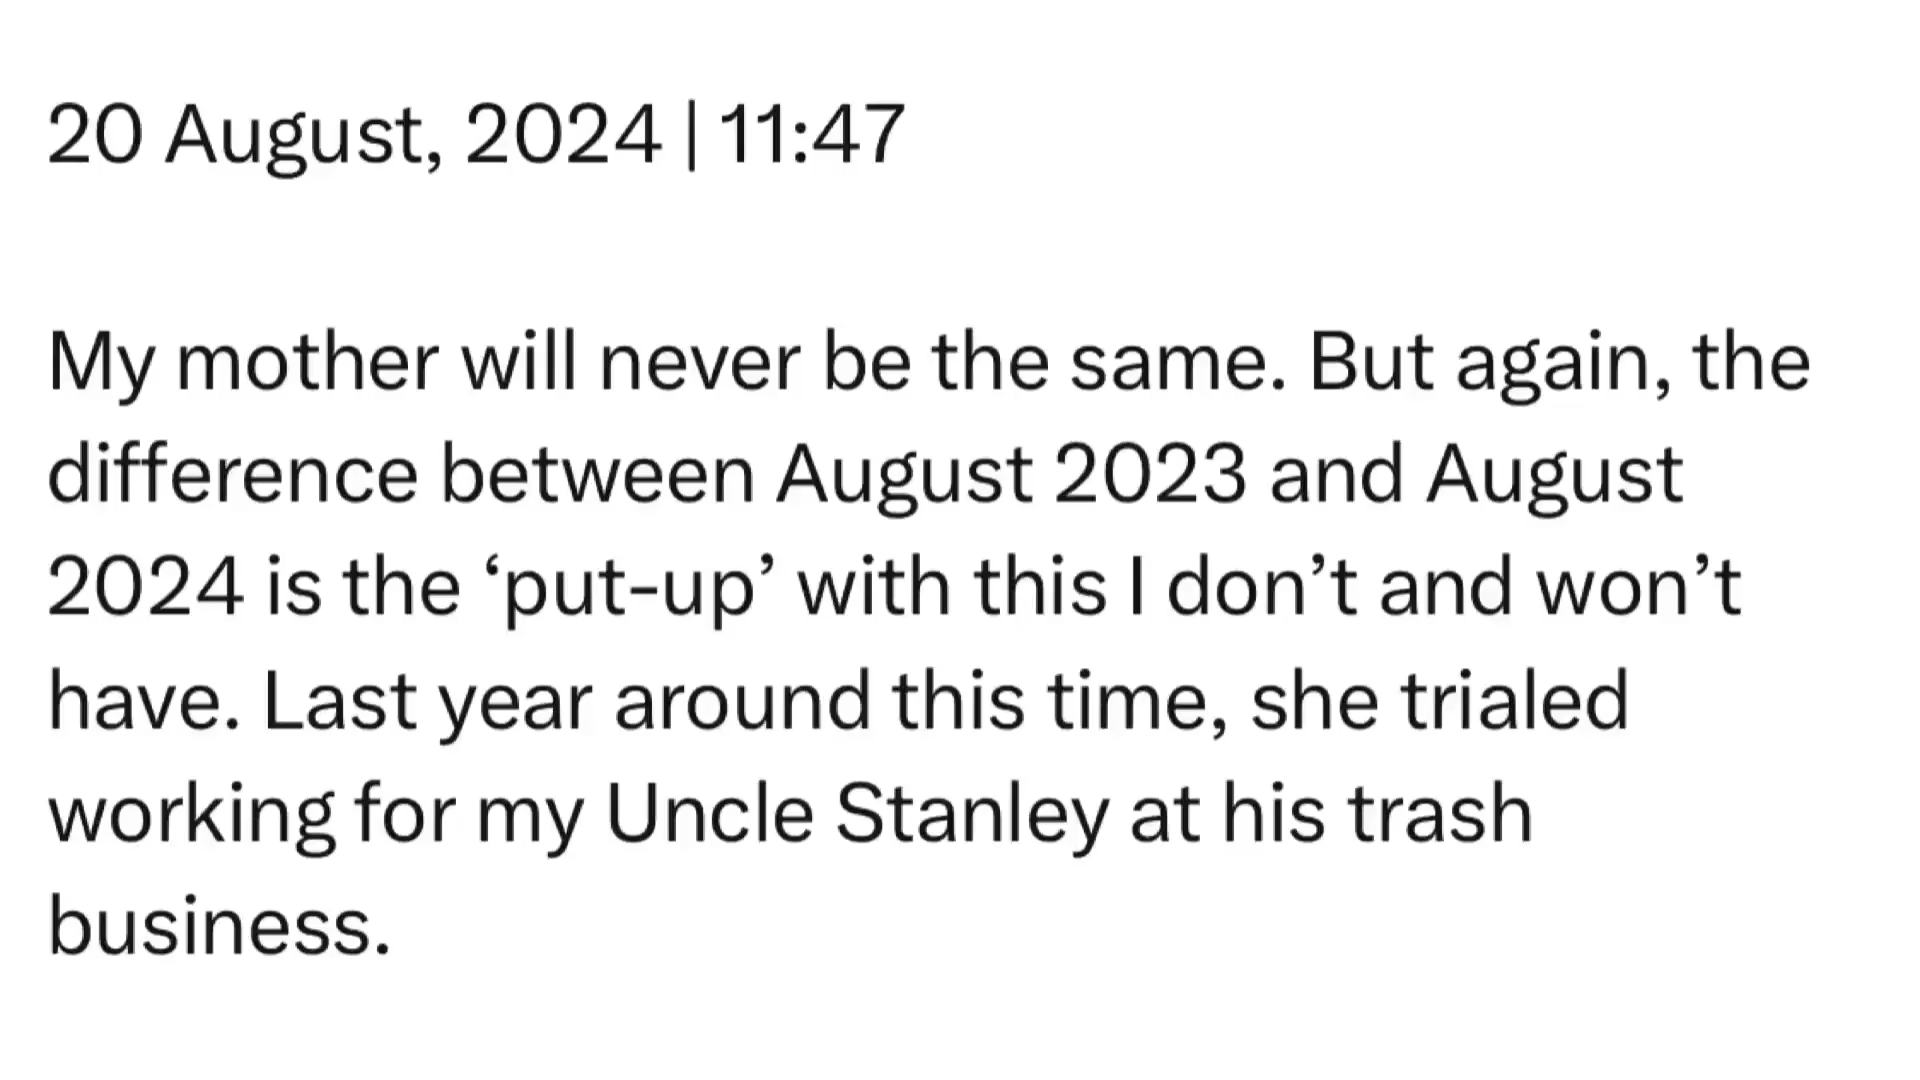 20 August, 2024 | 11:47
My mother will never be the same. But again, the
difference between August 2023 and August
2024 is the ‘put-up’ with this I don’t and won’t
have. Last year around this time, she trialed
working for my Uncle Stanley at his trash
business.